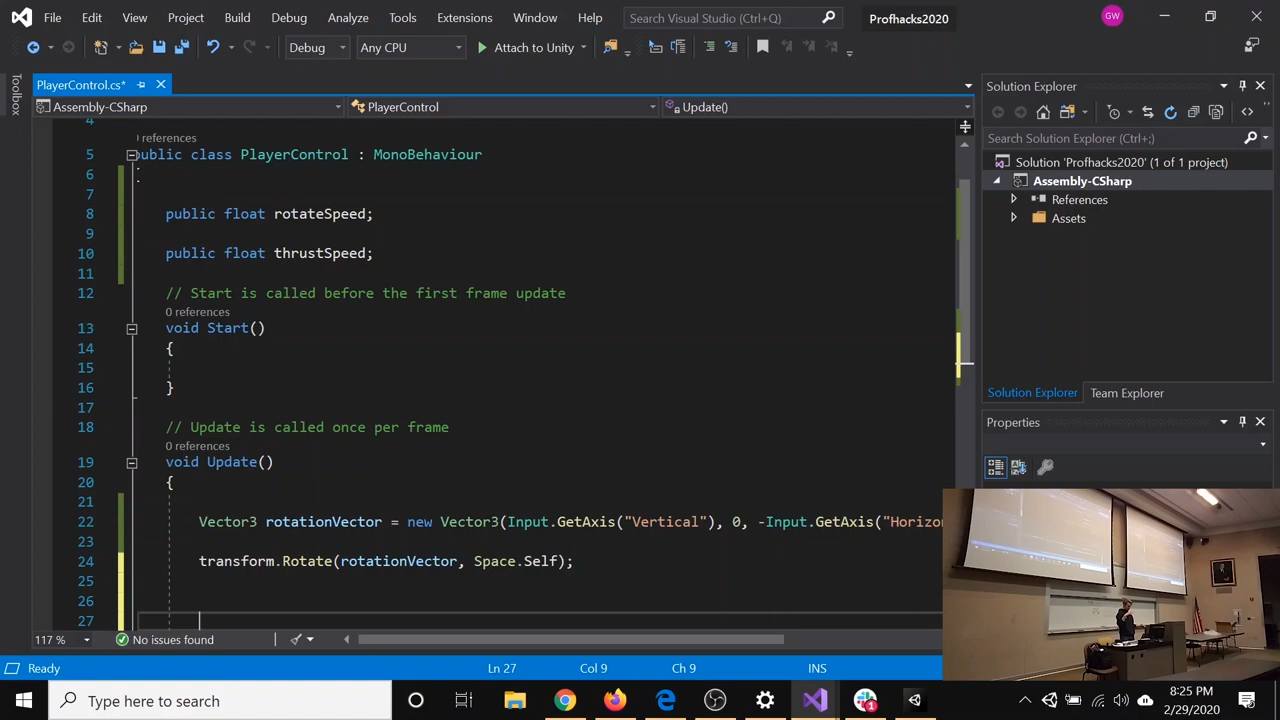 File Edit View Project Build Debug Analyze Tools Extensions Window Help Search Visual Studio (Ctrl+Q) Profhacks2020 GW
Debug Any CPU Attach to Unity
Toolbox
PlayerControl.cs*
Assembly-CSharp PlayerControl Update()
4
0 references
5 public class PlayerControl : MonoBehaviour
6
7
8 public float rotateSpeed;
9
10 public float thrustSpeed;
11
12 // Start is called before the first frame update
0 references
13 void Start()
14 {
15
16 }
17
18 // Update is called once per frame
0 references
19 void Update()
20 {
21
22 Vector3 rotationVector = new Vector3(Input.GetAxis("Vertical"), 0, -Input.GetAxis("Horizon
23
24 transform.Rotate(rotationVector, Space.Self);
25
26
27
117 % No issues found
Solution Explorer
Search Solution Explorer (Ctrl+;)
Solution 'Profhacks2020' (1 of 1 project)
Assembly-CSharp
References
Assets
Solution Explorer Team Explorer
Properties
Ready Ln 27 Col 9 Ch 9 INS
Type here to search
1
8:25 PM
2/29/2020